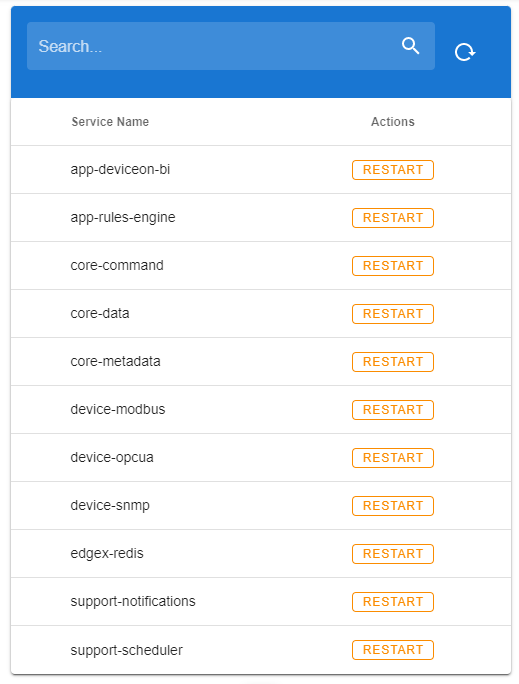 Search...
Service Name Actions
app-deviceon-bi RESTART
app-rules-engine RESTART
core-command RESTART
core-data RESTART
core-metadata RESTART
device-modbus RESTART
device-opcua RESTART
device-snmp RESTART
edgex-redis RESTART
support-notifications RESTART
support-scheduler RESTART